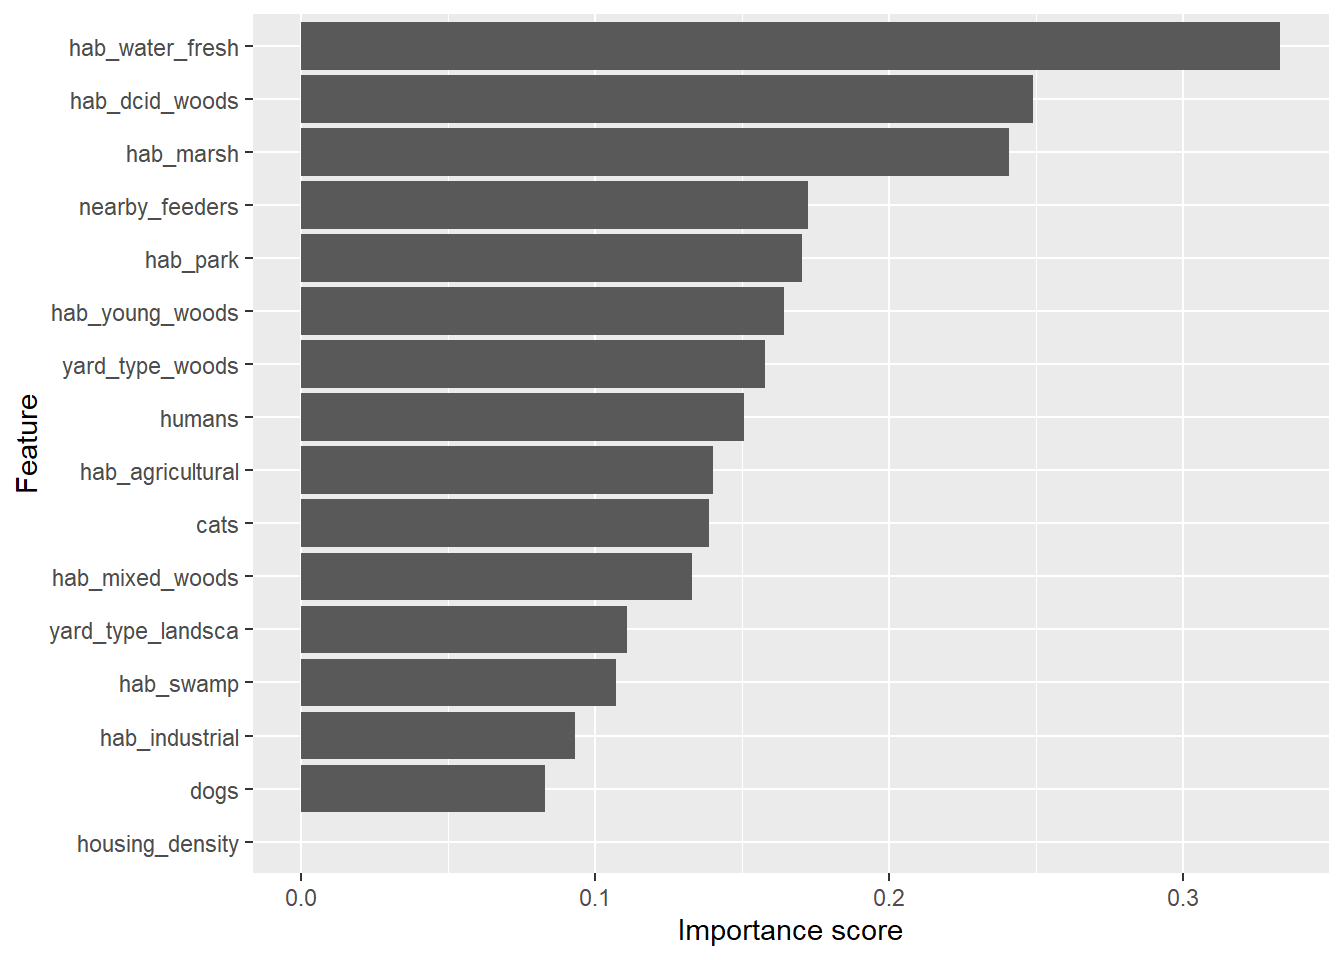 hab_water_fresh
hab_dcid_woods
hab_marsh
nearby_feeders
hab_park
hab_young_woods
yard_type_woods
humans
hab_agricultural
cats
hab_mixed_woods
yard_type_landsca
hab_swamp
hab_industrial
dogs
housing_density
Feature
0.0 0.1 0.2 0.3
Importance score